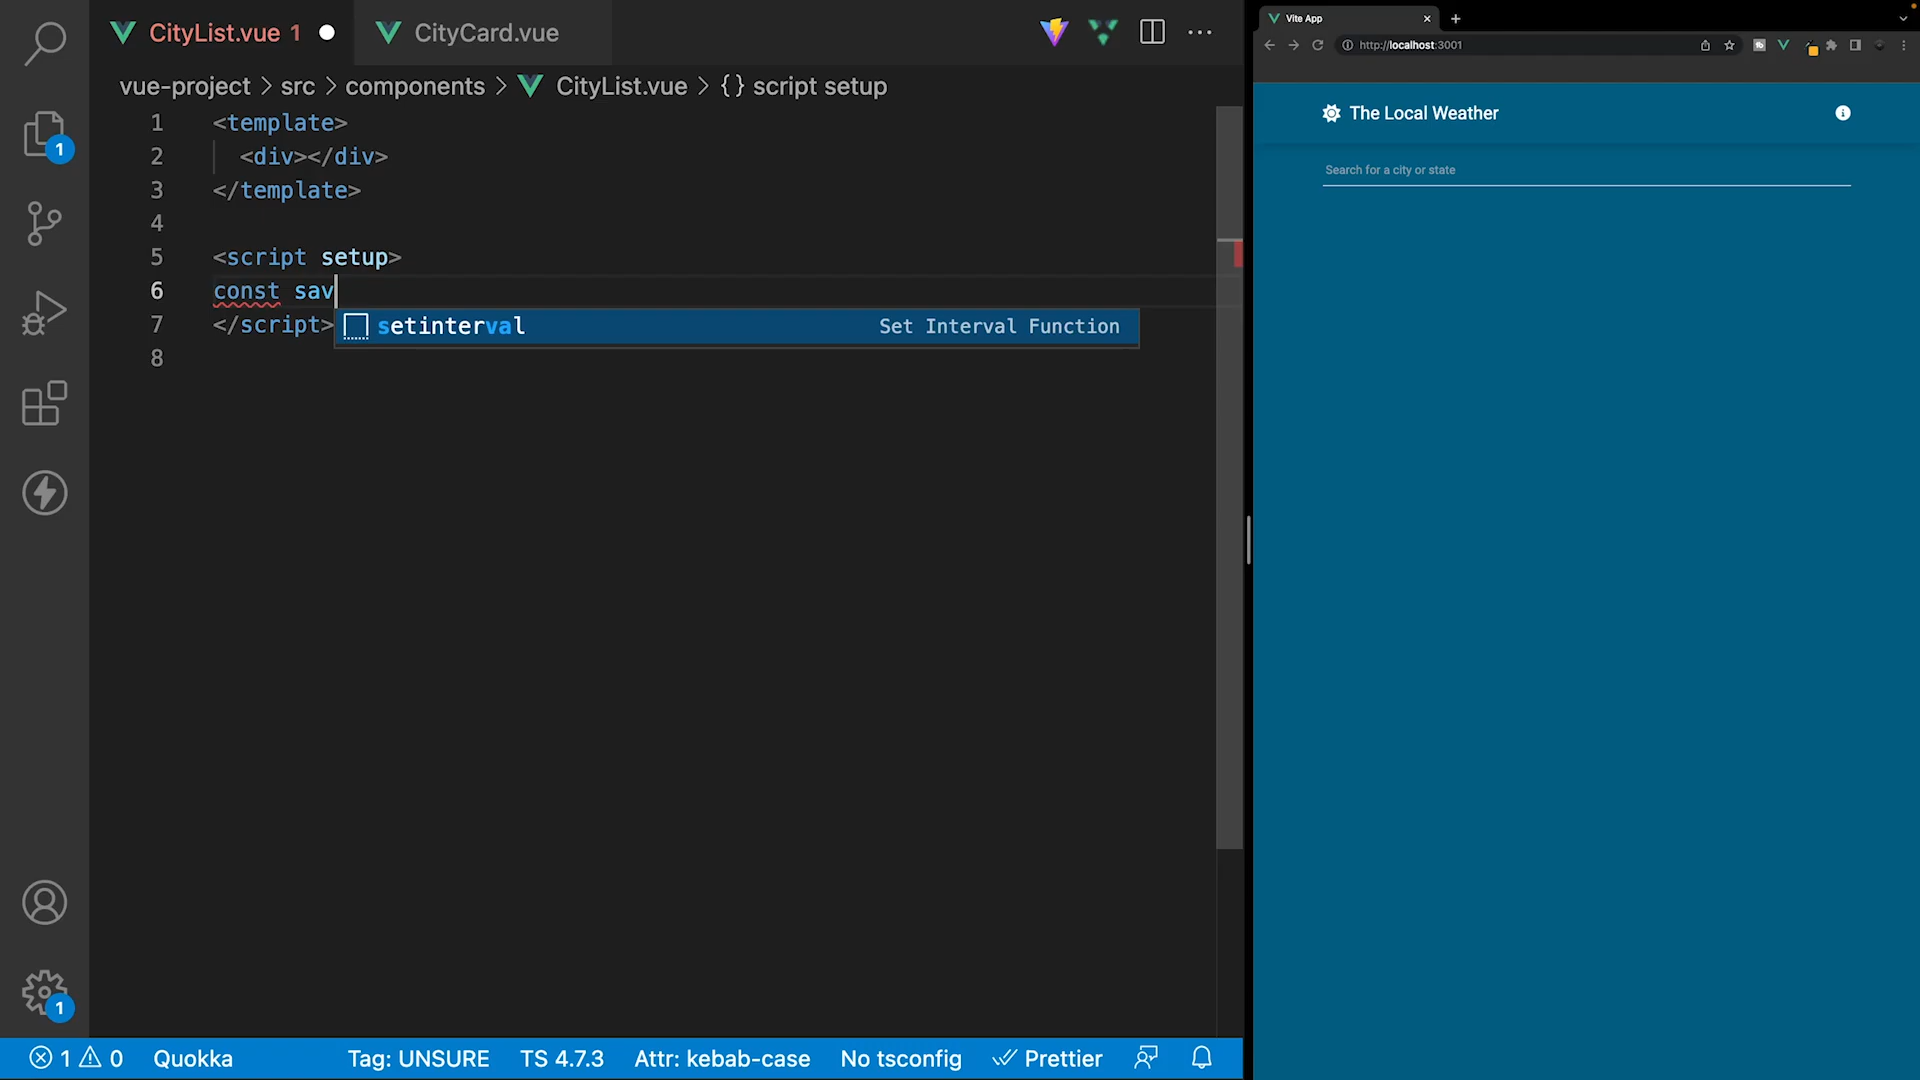 CityList.vue 1
CityCard.vue
vue-project > src > components > CityList.vue > {} script setup
1 <template>
2 <div></div>
3 </template>
4
5 <script setup>
6 const sav
7 </script>
setinterval Set Interval Function
8
1
1
1 0 Quokka Tag: UNSURE TS 4.7.3 Attr: kebab-case No tsconfig Prettier
Vite App
http://localhost:3001
The Local Weather
Search for a city or state